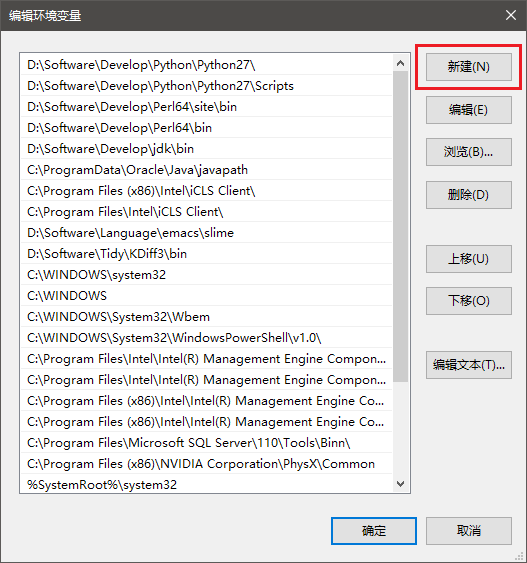 编辑环境变量
D:\Software\Develop\Python\Python27\
D:\Software\Develop\Python\Python27\Scripts
D:\Software\Develop\Perl64\site\bin
D:\Software\Develop\Perl64\bin
D:\Software\Develop\jdk\bin
C:\ProgramData\Oracle\Java\javapath
C:\Program Files (x86)\Intel\iCLS Client\
C:\Program Files\Intel\iCLS Client\
D:\Software\Language\emacs\slime
D:\Software\Tidy\KDiff3\bin
C:\WINDOWS\system32
C:\WINDOWS
C:\WINDOWS\System32\Wbem
C:\WINDOWS\System32\WindowsPowerShell\v1.0\
C:\Program Files\Intel\Intel(R) Management Engine Compon...
C:\Program Files (x86)\Intel\Intel(R) Management Engine Co...
C:\Program Files\Intel\Intel(R) Management Engine Compon...
C:\Program Files (x86)\Intel\Intel(R) Management Engine Co...
C:\Program Files\Microsoft SQL Server\110\Tools\Binn\
C:\Program Files (x86)\NVIDIA Corporation\PhysX\Common
%SystemRoot%\system32
新建(N)
编辑(E)
浏览(B)...
删除(D)
上移(U)
下移(O)
编辑文本(T)...
确定
取消